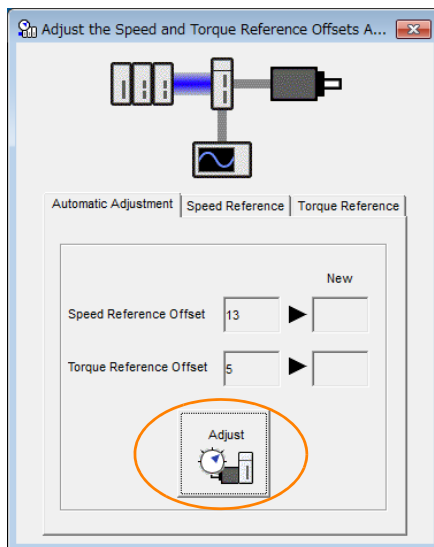 Adjust the Speed and Torque Reference Offsets A...
Automatic Adjustment Speed Reference Torque Reference
New
Speed Reference Offset 13
Torque Reference Offset 5
Adjust